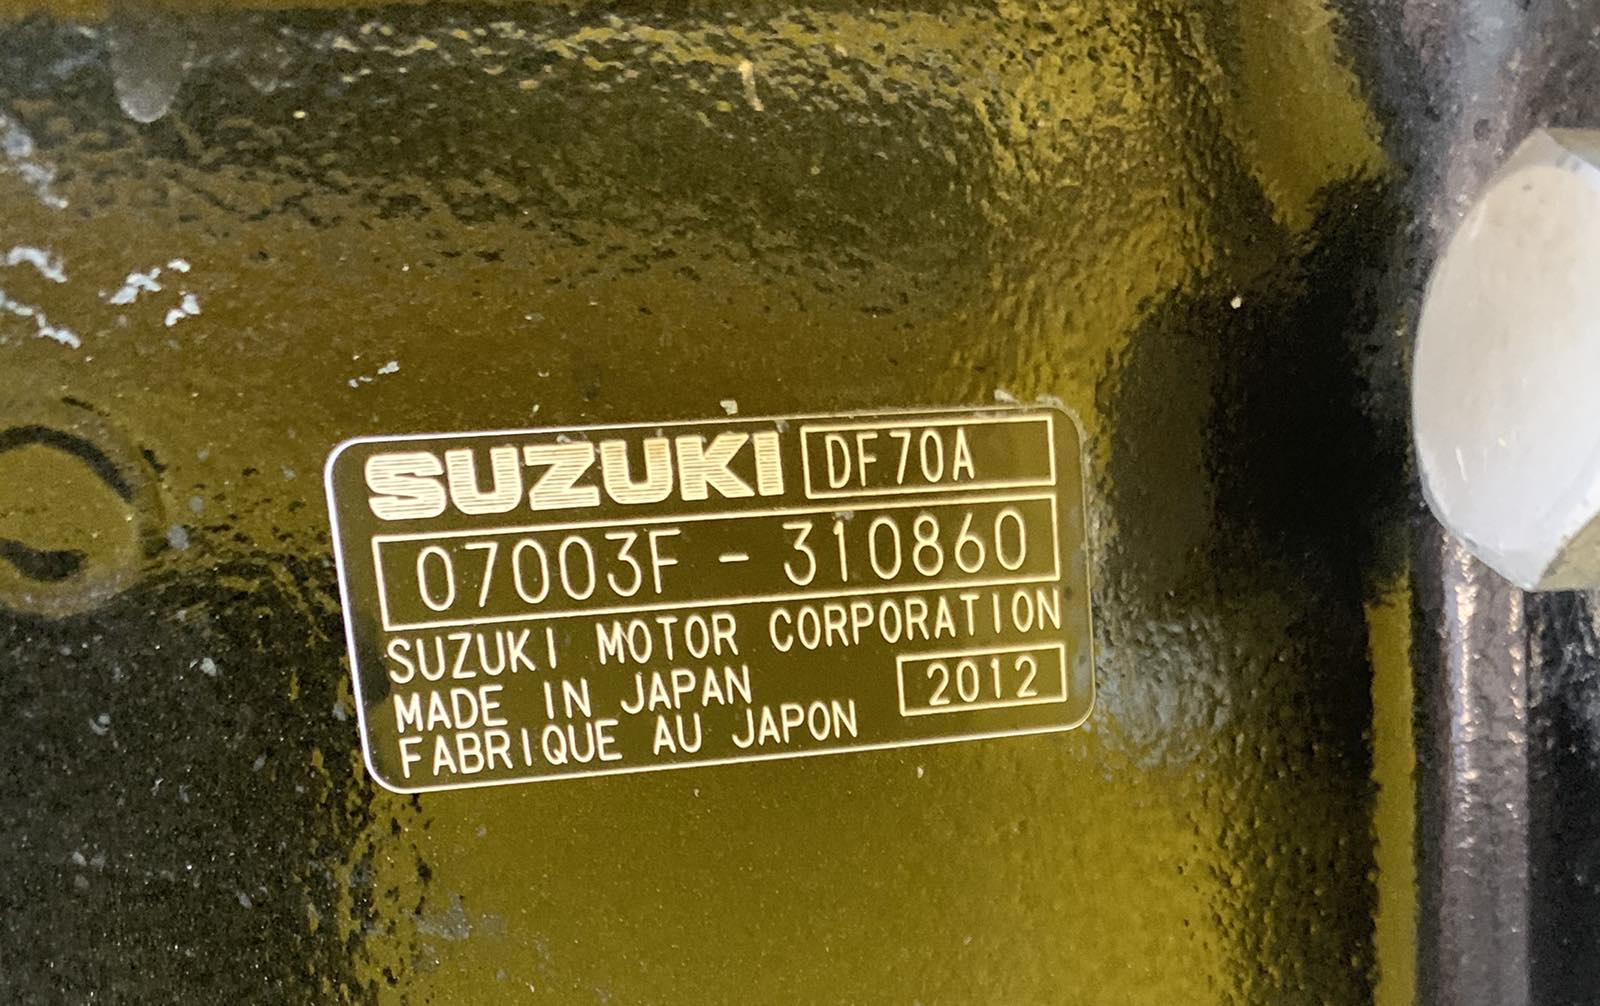 SUZUKI DF70A
07003F - 310860
SUZUKI MOTOR CORPORATION
MADE IN JAPAN
2012
FABRIQUE AU JAPON